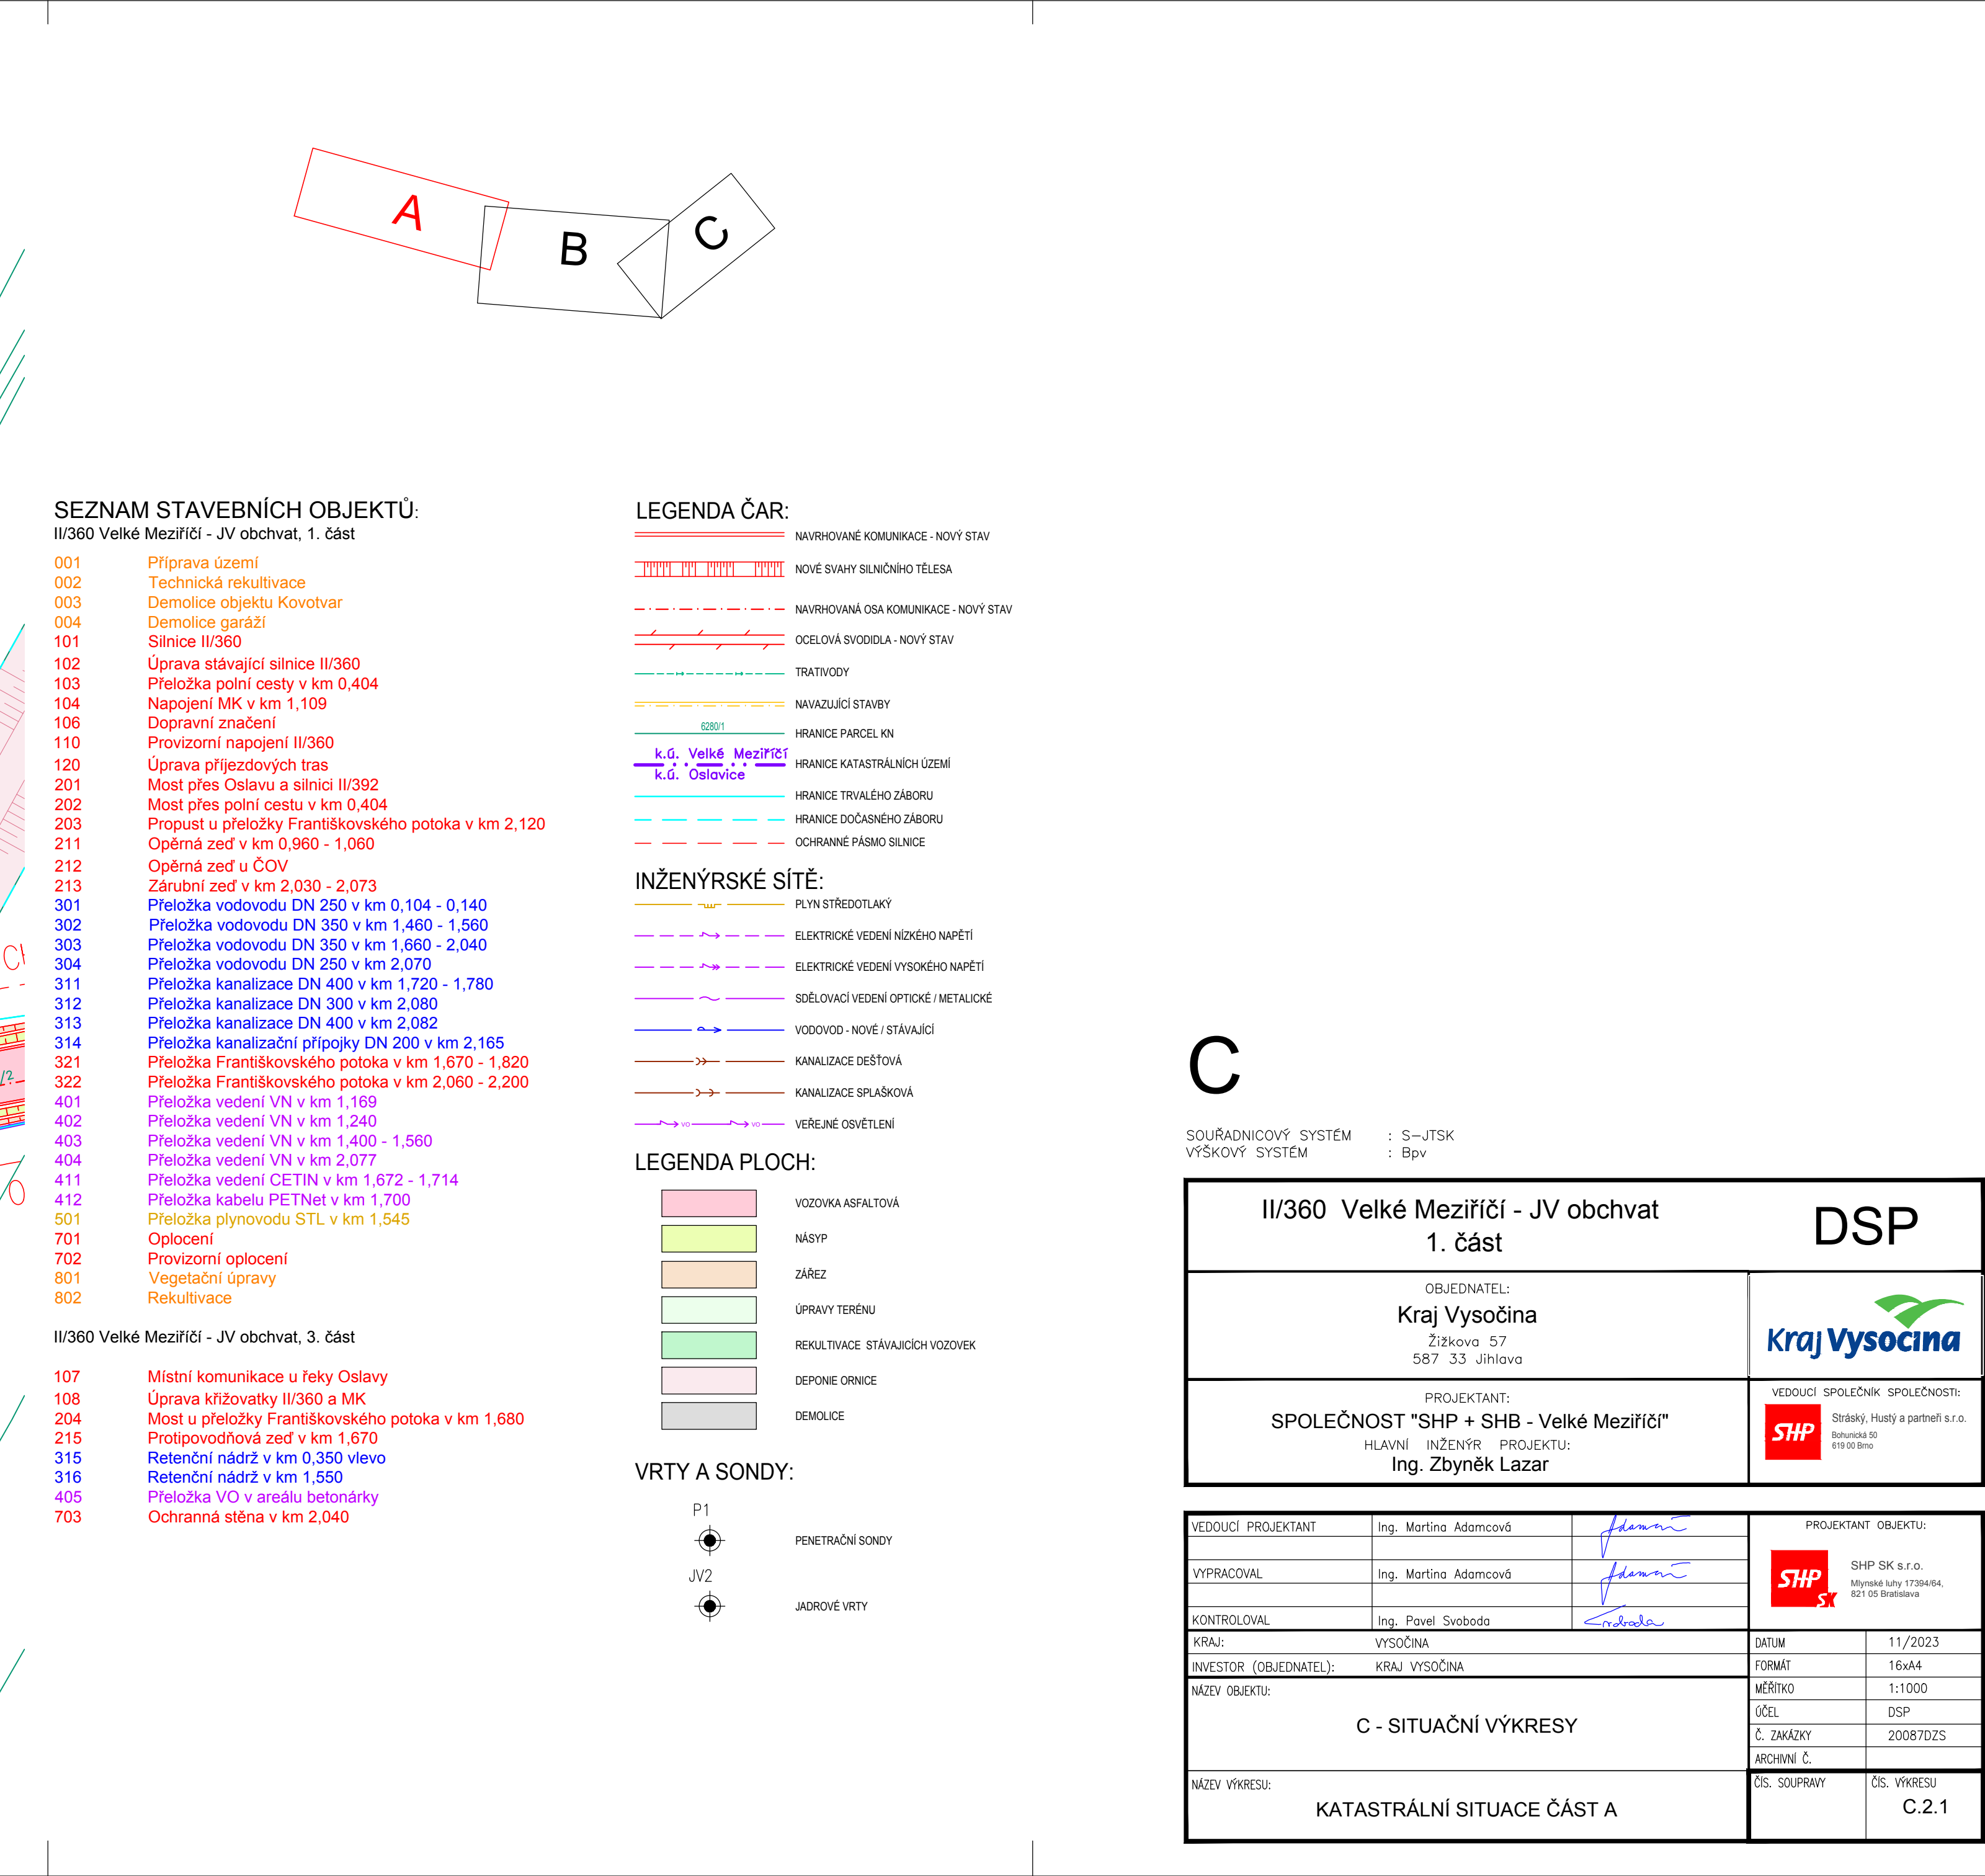 A
B
C
SEZNAM STAVEBNÍCH OBJEKTŮ:
II/360 Velké Meziříčí - JV obchvat, 1. část
001 Příprava území
002 Technická rekultivace
003 Demolice objektu Kovotvar
004 Demolice garáží
101 Silnice II/360
102 Úprava stávající silnice II/360
103 Přeložka polní cesty v km 0,404
104 Napojení MK v km 1,109
106 Dopravní značení
110 Provizorní napojení II/360
120 Úprava příjezdových tras
201 Most přes Oslavu a silnici II/392
202 Most přes polní cestu v km 0,404
203 Propust u přeložky Františkovského potoka v km 2,120
211 Opěrná zeď v km 0,960 - 1,060
212 Opěrná zeď u ČOV
213 Zárubní zeď v km 2,030 - 2,073
301 Přeložka vodovodu DN 250 v km 0,104 - 0,140
302 Přeložka vodovodu DN 350 v km 1,460 - 1,560
303 Přeložka vodovodu DN 350 v km 1,660 - 2,040
304 Přeložka vodovodu DN 250 v km 2,070
311 Přeložka kanalizace DN 400 v km 1,720 - 1,780
312 Přeložka kanalizace DN 300 v km 2,080
313 Přeložka kanalizace DN 400 v km 2,082
314 Přeložka kanalizační přípojky DN 200 v km 2,165
321 Přeložka Františkovského potoka v km 1,670 - 1,820
322 Přeložka Františkovského potoka v km 2,060 - 2,200
401 Přeložka vedení VN v km 1,169
402 Přeložka vedení VN v km 1,240
403 Přeložka vedení VN v km 1,400 - 1,560
404 Přeložka vedení VN v km 2,077
411 Přeložka vedení CETIN v km 1,672 - 1,714
412 Přeložka kabelu PETNet v km 1,700
501 Přeložka plynovodu STL v km 1,545
701 Oplocení
702 Provizorní oplocení
801 Vegetační úpravy
802 Rekultivace
II/360 Velké Meziříčí - JV obchvat, 3. část
107 Místní komunikace u řeky Oslavy
108 Úprava křižovatky II/360 a MK
204 Most u přeložky Františkovského potoka v km 1,680
215 Protipovodňová zeď v km 1,670
315 Retenční nádrž v km 0,350 vlevo
316 Retenční nádrž v km 1,550
405 Přeložka VO v areálu betonárky
703 Ochranná stěna v km 2,040
LEGENDA ČAR:
NAVRHOVANÉ KOMUNIKACE - NOVÝ STAV
NOVÉ SVAHY SILNIČNÍHO TĚLESA
NAVRHOVANÁ OSA KOMUNIKACE - NOVÝ STAV
OCELOVÁ SVODIDLA - NOVÝ STAV
TRATIVODY
NAVAZUJÍCÍ STAVBY
6280/1 HRANICE PARCEL KN
k.ú. Velké Meziříčí
HRANICE KATASTRÁLNÍCH ÚZEMÍ
k.ú. Oslavice
HRANICE TRVALÉHO ZÁBORU
HRANICE DOČASNÉHO ZÁBORU
OCHRANNÉ PÁSMO SILNICE
INŽENÝRSKÉ SÍTĚ:
PLYN STŘEDOTLAKÝ
ELEKTRICKÉ VEDENÍ NÍZKÉHO NAPĚTÍ
ELEKTRICKÉ VEDENÍ VYSOKÉHO NAPĚTÍ
SDĚLOVACÍ VEDENÍ OPTICKÉ / METALICKÉ
VODOVOD - NOVÉ / STÁVAJÍCÍ
KANALIZACE DEŠŤOVÁ
KANALIZACE SPLAŠKOVÁ
VO VO VEŘEJNÉ OSVĚTLENÍ
LEGENDA PLOCH:
VOZOVKA ASFALTOVÁ
NÁSYP
ZÁŘEZ
ÚPRAVY TERÉNU
REKULTIVACE STÁVAJICÍCH VOZOVEK
DEPONIE ORNICE
DEMOLICE
VRTY A SONDY:
P1
PENETRAČNÍ SONDY
JV2
JADROVÉ VRTY
C
SOUŘADNICOVÝ SYSTÉM : S-JTSK
VÝŠKOVÝ SYSTÉM : Bpv
II/360 Velké Meziříčí - JV obchvat
1. část
DSP
OBJEDNATEL:
Kraj Vysočina
Žižkova 57
587 33 Jihlava
Kraj Vysočina
PROJEKTANT:
SPOLEČNOST "SHP + SHB - Velké Meziříčí"
HLAVNÍ INŽENÝR PROJEKTU:
Ing. Zbyněk Lazar
VEDOUCÍ SPOLEČNÍK SPOLEČNOSTI:
SHP
Stráský, Hustý a partneři s.r.o.
Bohunická 50
619 00 Brno
VEDOUCÍ PROJEKTANT Ing. Martina Adamcová
VYPRACOVAL Ing. Martina Adamcová
KONTROLOVAL Ing. Pavel Svoboda
PROJEKTANT OBJEKTU:
SHP SK
SHP SK s.r.o.
Mlynské luhy 17394/64,
821 05 Bratislava
KRAJ: VYSOČINA
INVESTOR (OBJEDNATEL): KRAJ VYSOČINA
NÁZEV OBJEKTU:
C - SITUAČNÍ VÝKRESY
DATUM 11/2023
FORMÁT 16xA4
MĚŘÍTKO 1:1000
ÚČEL DSP
Č. ZAKÁZKY 20087DZS
ARCHIVNÍ Č.
NÁZEV VÝKRESU:
KATASTRÁLNÍ SITUACE ČÁST A
ČÍS. SOUPRAVY
ČÍS. VÝKRESU
C.2.1